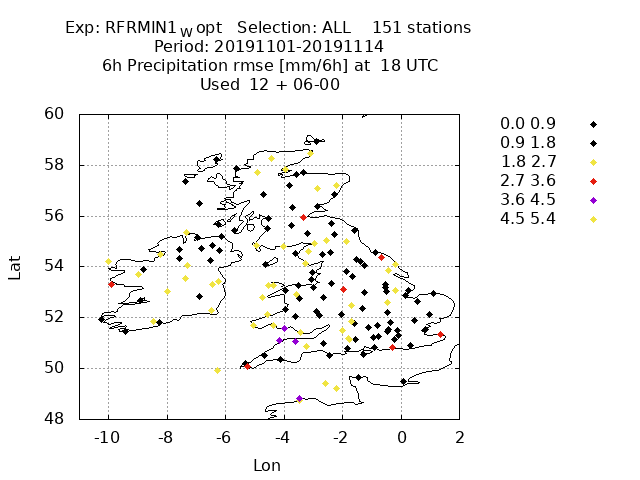 Exp: RFRMIN1wopt   Selection: ALL    151 stations
Period: 20191101-20191114
6h Precipitation rmse [mm/6h] at  18 UTC
Used  12 + 06-00
60
58
56
54
52
50
48
Lat
-10 -8 -6 -4 -2 0 2
Lon
0.0 0.9
0.9 1.8
1.8 2.7
2.7 3.6
3.6 4.5
4.5 5.4